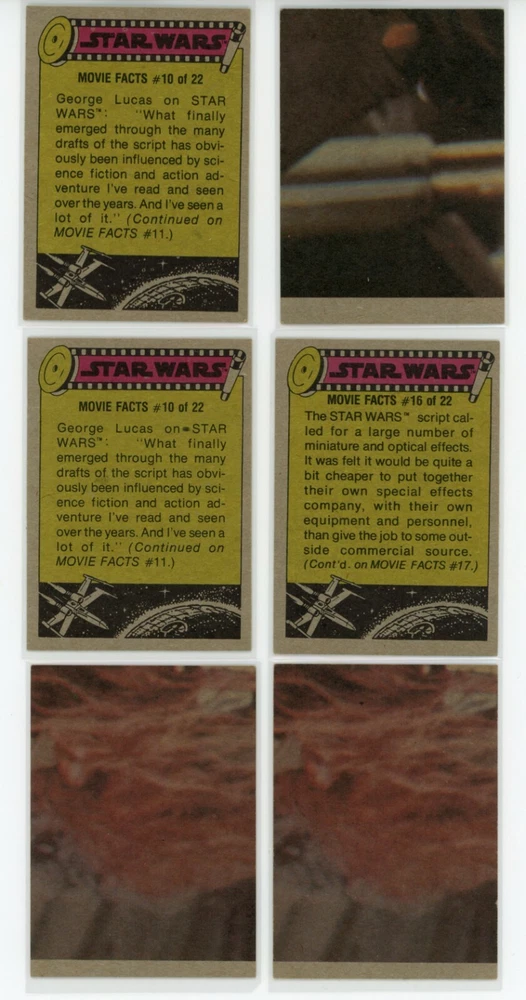 STAR WARS
MOVIE FACTS #10 of 22
George Lucas on STAR
WARS™: "What finally
emerged through the many
drafts of the script has obvi-
ously been influenced by sci-
ence fiction and action ad-
venture I've read and seen
over the years. And I've seen a
lot of it." (Continued on
MOVIE FACTS #11.)
STAR WARS
MOVIE FACTS #10 of 22
George Lucas on STAR
WARS™: "What finally
emerged through the many
drafts of the script has obvi-
ously been influenced by sci-
ence fiction and action ad-
venture I've read and seen
over the years. And I've seen a
lot of it." (Continued on
MOVIE FACTS #11.)
STAR WARS
MOVIE FACTS #16 of 22
The STAR WARS™ script cal-
led for a large number of
miniature and optical effects.
It was felt it would be quite a
bit cheaper to put together
their own special effects
company, with their own
equipment and personnel,
than give the job to some out-
side commercial source.
(Cont'd. on MOVIE FACTS #17.)